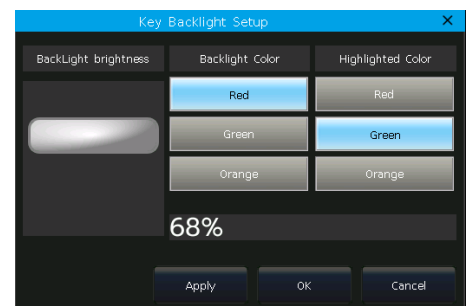 Key Backlight Setup
BackLight brightness
Backlight Color
Highlighted Color
Red
Red
Green
Green
Orange
Orange
68%
Apply
OK
Cancel